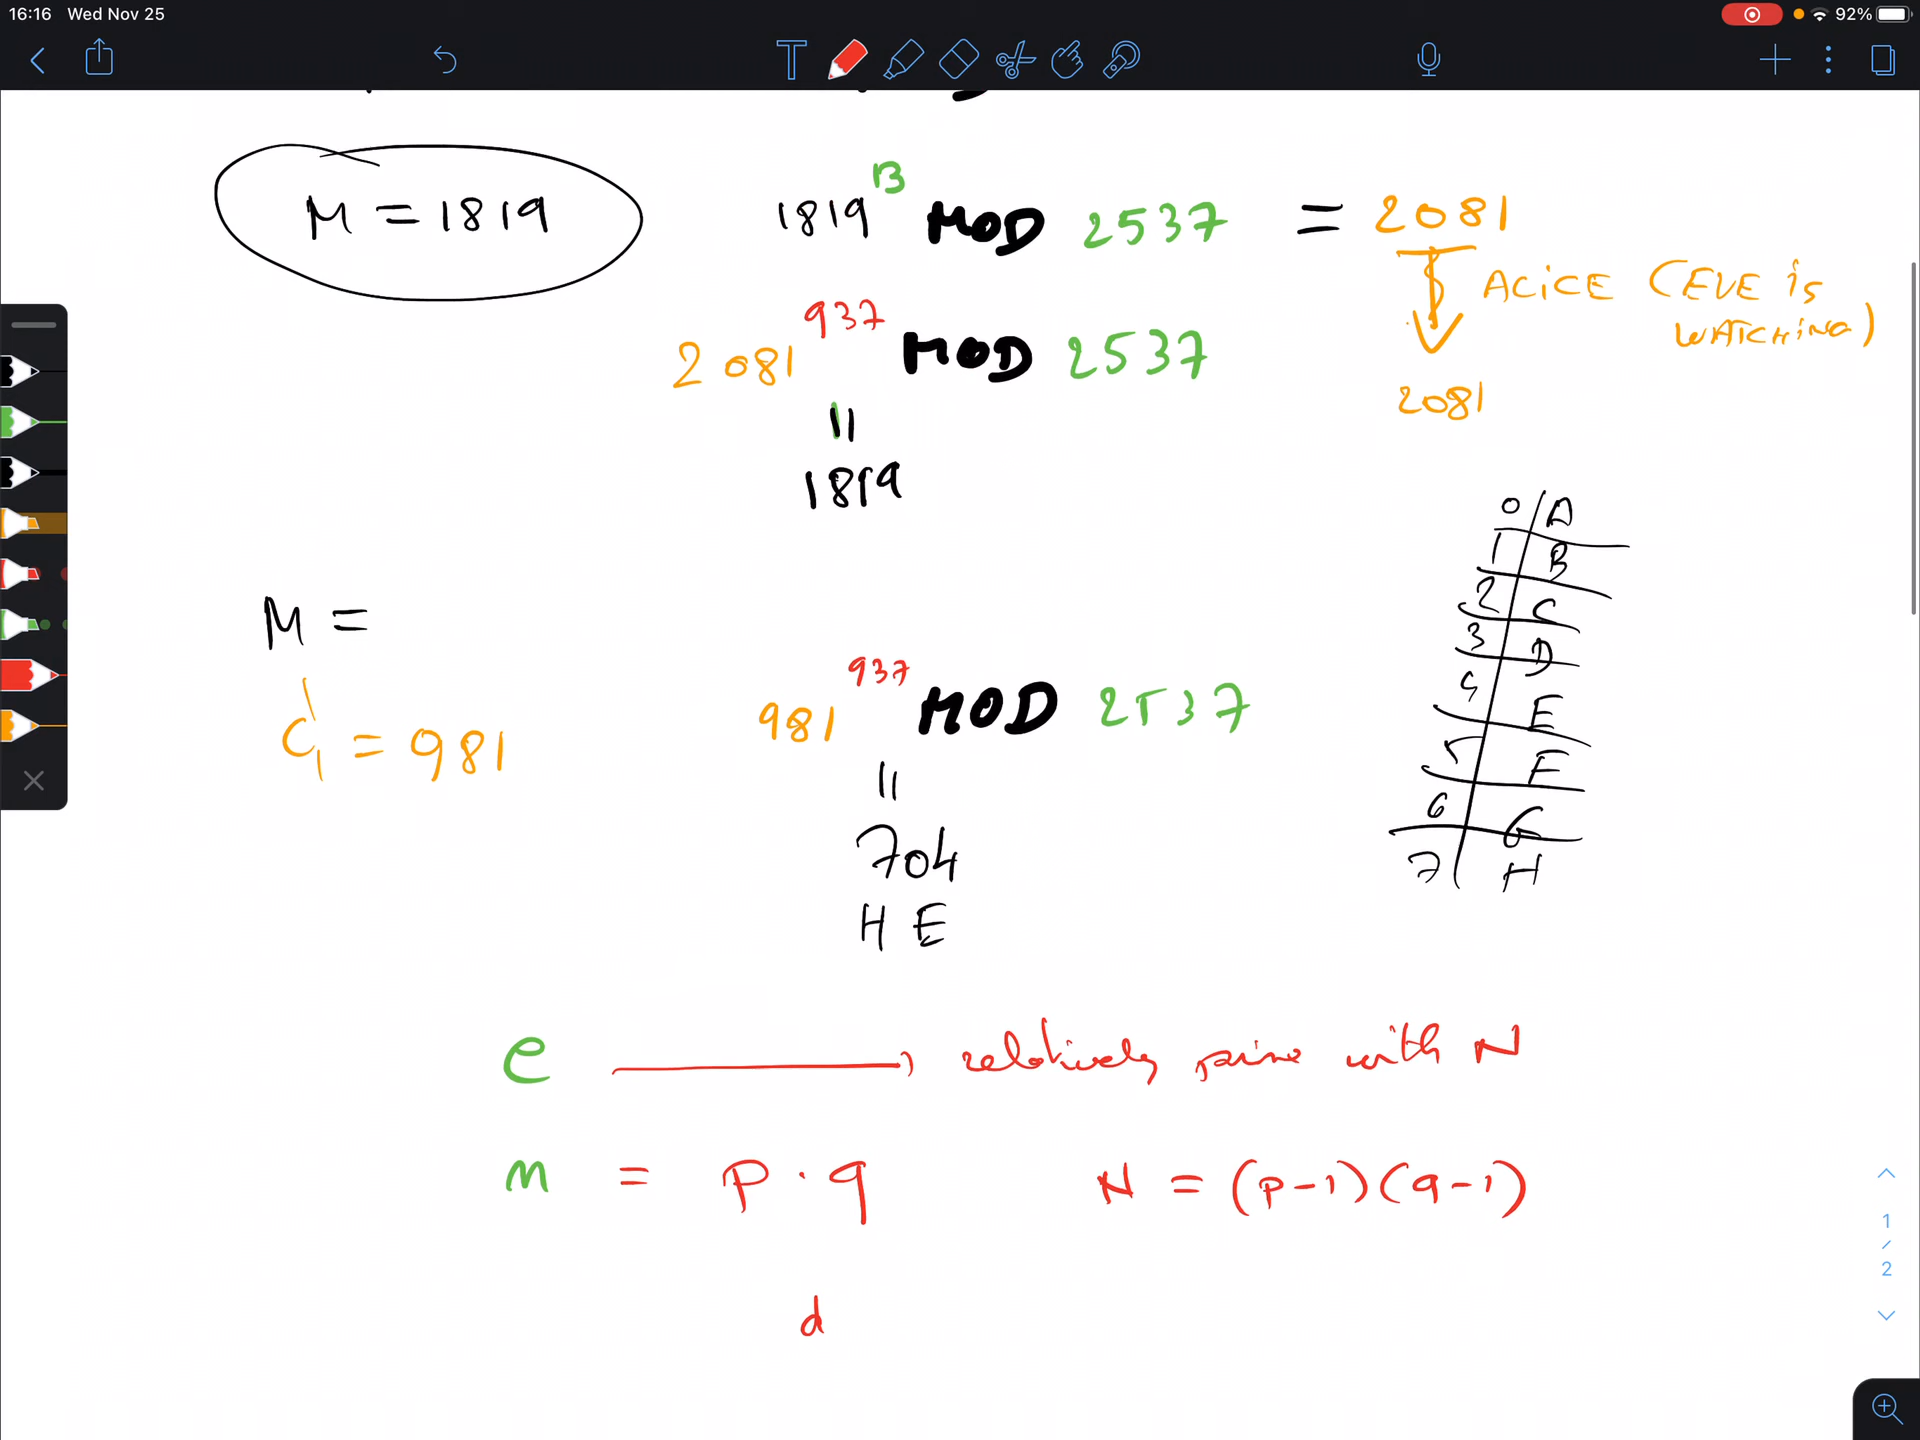 16:16 Wed Nov 25
92%
M = 1819
1819^13 MOD 2537 = 2081
ACICE (EVE is
WATCHING)
2081^937 MOD 2537
2081
||
1819
0 A
1 B
2 C
3 D
4 E
5 F
6 G
7 H
M =
C1 = 981
981^937 MOD 2537
||
704
H E
e → relatively prime with N
m = p · q N = (p-1)(q-1)
d
1
/
2